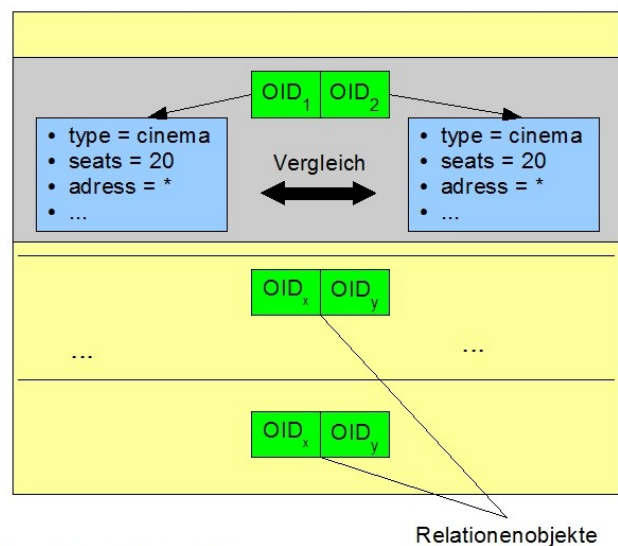 OID1 OID2
• type = cinema
• seats = 20
• adress = *
• ...
Vergleich
• type = cinema
• seats = 20
• adress = *
• ...
OIDx OIDy
... ...
OIDx OIDy
Relationenobjekte